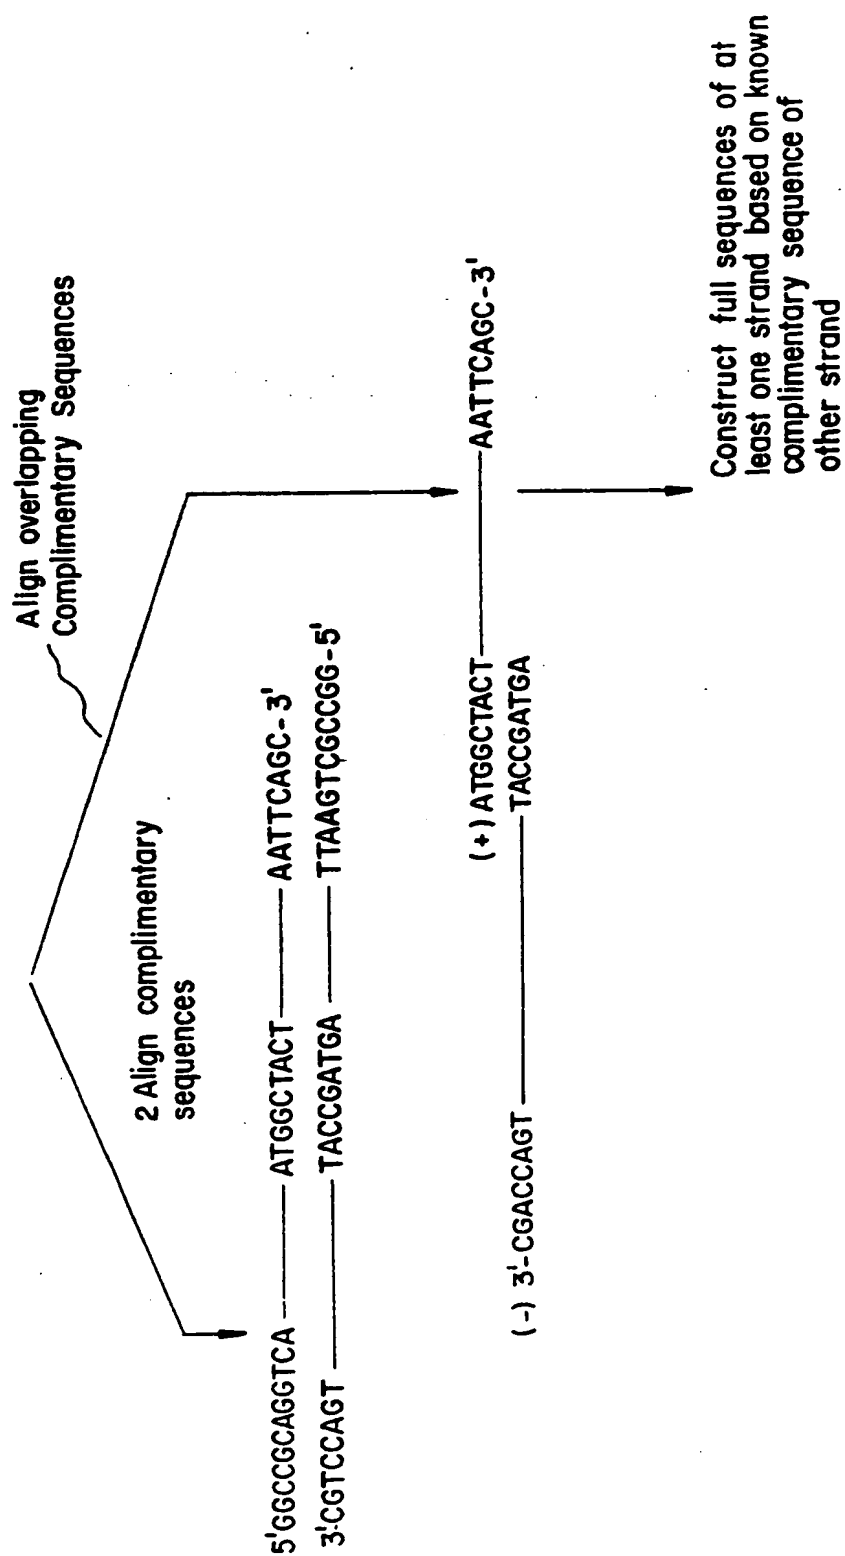 Align overlapping
Complimentary Sequences
2 Align complimentary
sequences
5'GGCCGCAGGTCA ATGGCTACT AATTCAGC-3'
3'-CGTCCAGT TACCGATGA TTAAGTCGCCGG-5'
(+) ATGGCTACT AATTCAGC-3'
(-) 3'-CGACCAGT TACCGATGA
Construct full sequences of at
least one strand based on known
complimentary sequence of
other strand